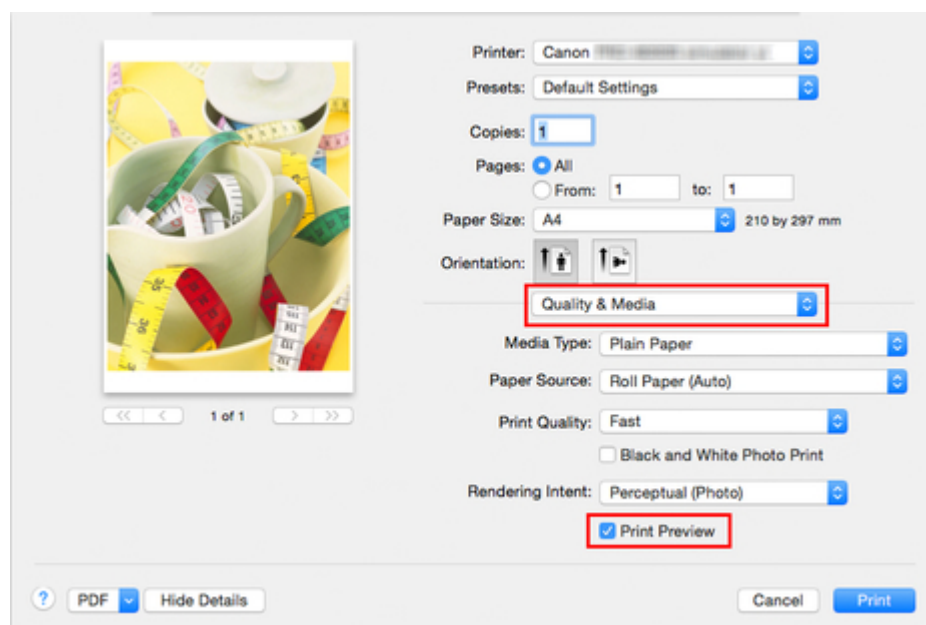 Printer: Canon
Presets: Default Settings
Copies: 1
Pages: All
From: 1 to: 1
Paper Size: A4 210 by 297 mm
Orientation:
Quality & Media
Media Type: Plain Paper
Paper Source: Roll Paper (Auto)
1 of 1
Print Quality: Fast
Black and White Photo Print
Rendering Intent: Perceptual (Photo)
Print Preview
? PDF Hide Details Cancel Print